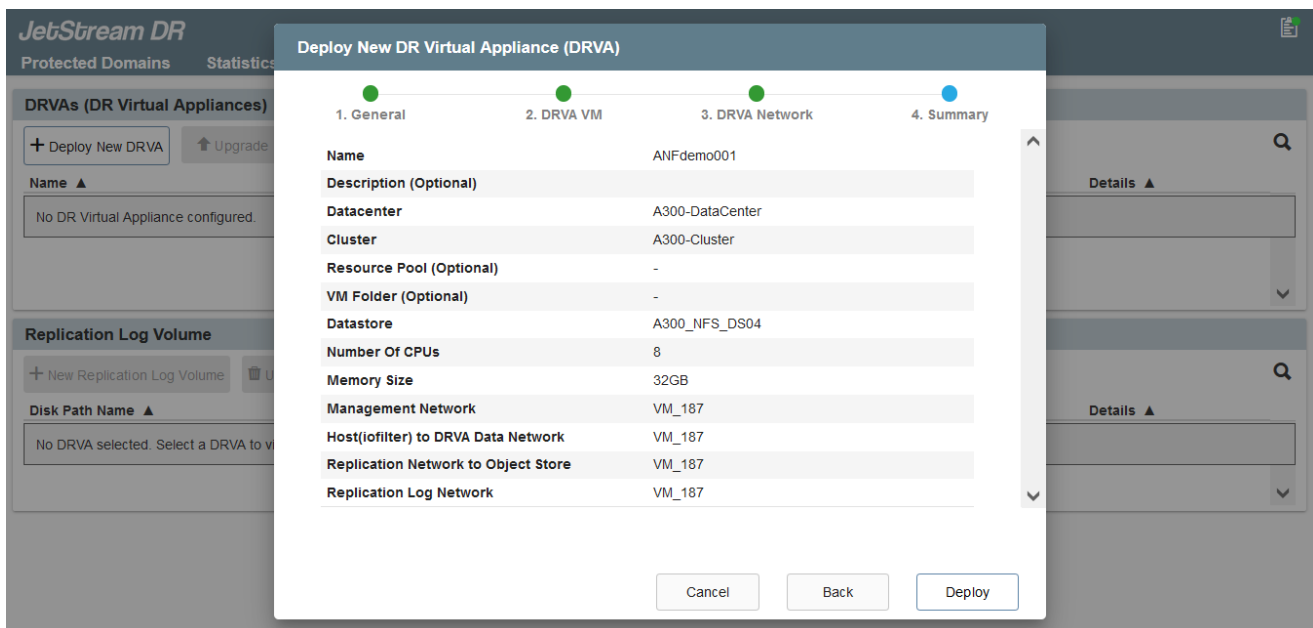 JetStream DR
Protected Domains Statistics
DRVAs (DR Virtual Appliances)
+ Deploy New DRVA Upgrade
Name ▲ Details ▲
No DR Virtual Appliance configured.
Replication Log Volume
+ New Replication Log Volume U
Disk Path Name ▲ Details ▲
No DRVA selected. Select a DRVA to vi
Deploy New DR Virtual Appliance (DRVA)
1. General 2. DRVA VM 3. DRVA Network 4. Summary
Name ANFdemo001
Description (Optional)
Datacenter A300-DataCenter
Cluster A300-Cluster
Resource Pool (Optional) -
VM Folder (Optional) -
Datastore A300_NFS_DS04
Number Of CPUs 8
Memory Size 32GB
Management Network VM_187
Host(iofilter) to DRVA Data Network VM_187
Replication Network to Object Store VM_187
Replication Log Network VM_187
Cancel Back Deploy